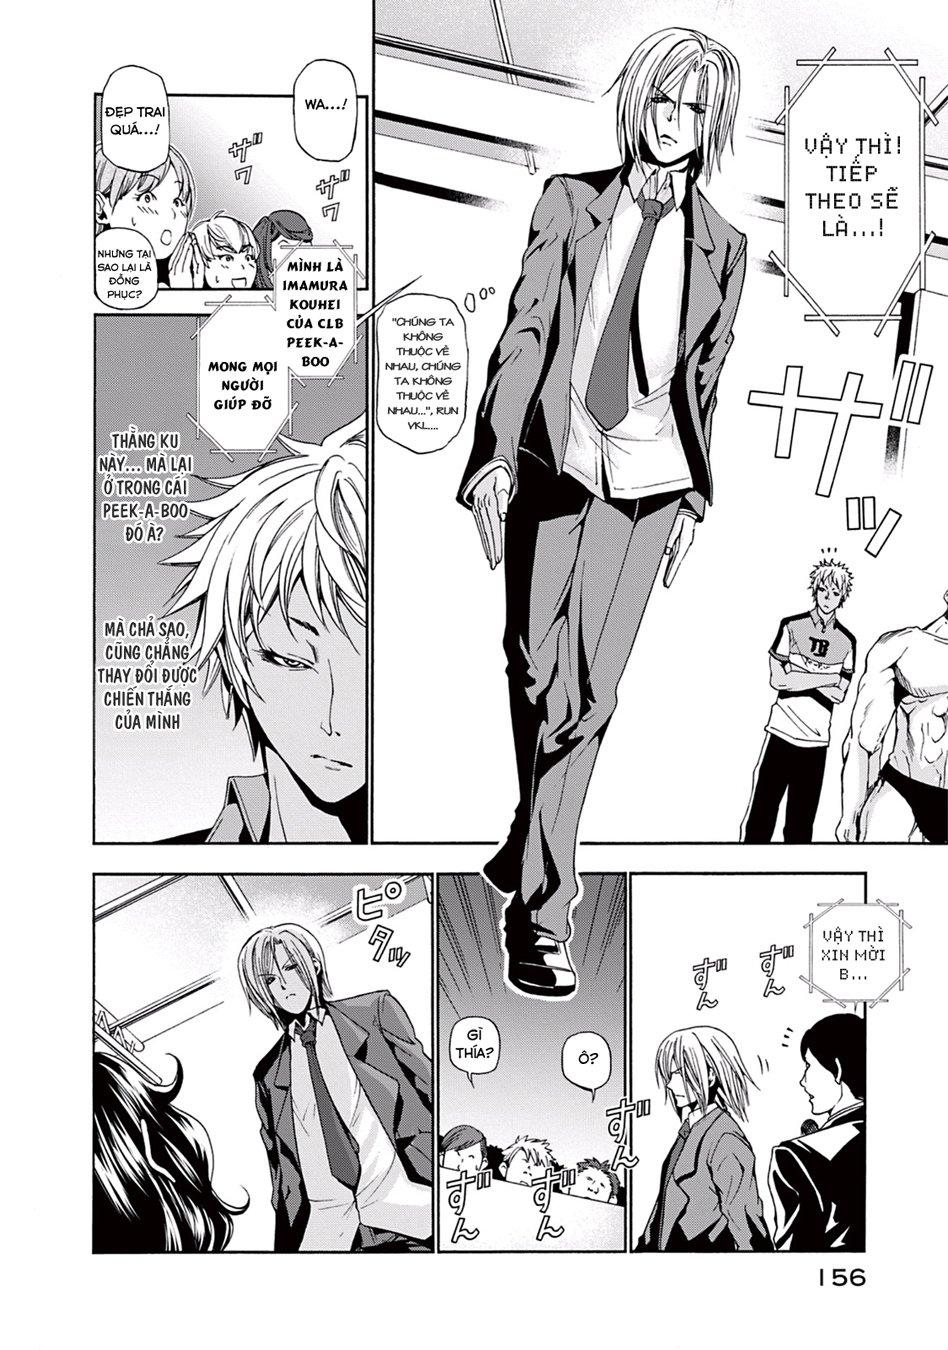 VẬY THÌ!
TIẾP
THEO SẼ
LÀ...!
ザザ
"CHÚNG TA
KHÔNG
THUỘC VỀ
NHAU, CHÚNG
TA KHÔNG
THUỘC VỀ
NHAU...", RUN
VKL....
TB
WA...!
ĐẸP TRAI
QUÁ...!
ザワ
ザワ
NHƯNG TẠI
SAO LẠI LÀ
ĐỒNG
PHỤC?
MÌNH LÀ
IMAMURA
KOUHEI
CỦA CLB
PEEK-A-
BOO
MONG MỌI
NGƯỜI
GIÚP ĐỠ
THẰNG KU
NÀY... MÀ LẠI
Ở TRONG CÁI
PEEK-A-BOO
ĐÓ À?
MÀ CHẢ SAO,
CŨNG CHẲNG
THAY ĐỔI ĐƯỢC
CHIẾN THẮNG
CỦA MÌNH
VẬY THÌ
XIN MỜI
B...
ずん
ずん
ずん
Ô?
GÌ
THÍA?
ずん
ずん
ピタッ
156